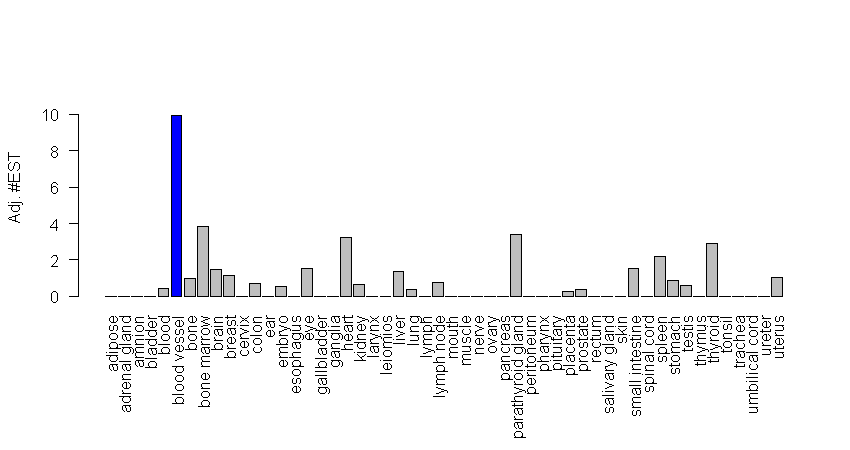 Adj. #EST
10
8
6
4
2
0
adipose
adrenal gland
amnion
bladder
blood
blood vessel
bone
bone marrow
brain
breast
cervix
colon
ear
embryo
esophagus
eye
gallbladder
ganglia
heart
kidney
larynx
leiomios
liver
lung
lymph
lymph node
mouth
muscle
nerve
ovary
pancreas
parathyroid gland
peritoneum
pharynx
pituitary
placenta
prostate
rectum
salivary gland
skin
small intestine
spinal cord
spleen
stomach
testis
thymus
thyroid
tonsil
trachea
umbilical cord
ureter
uterus